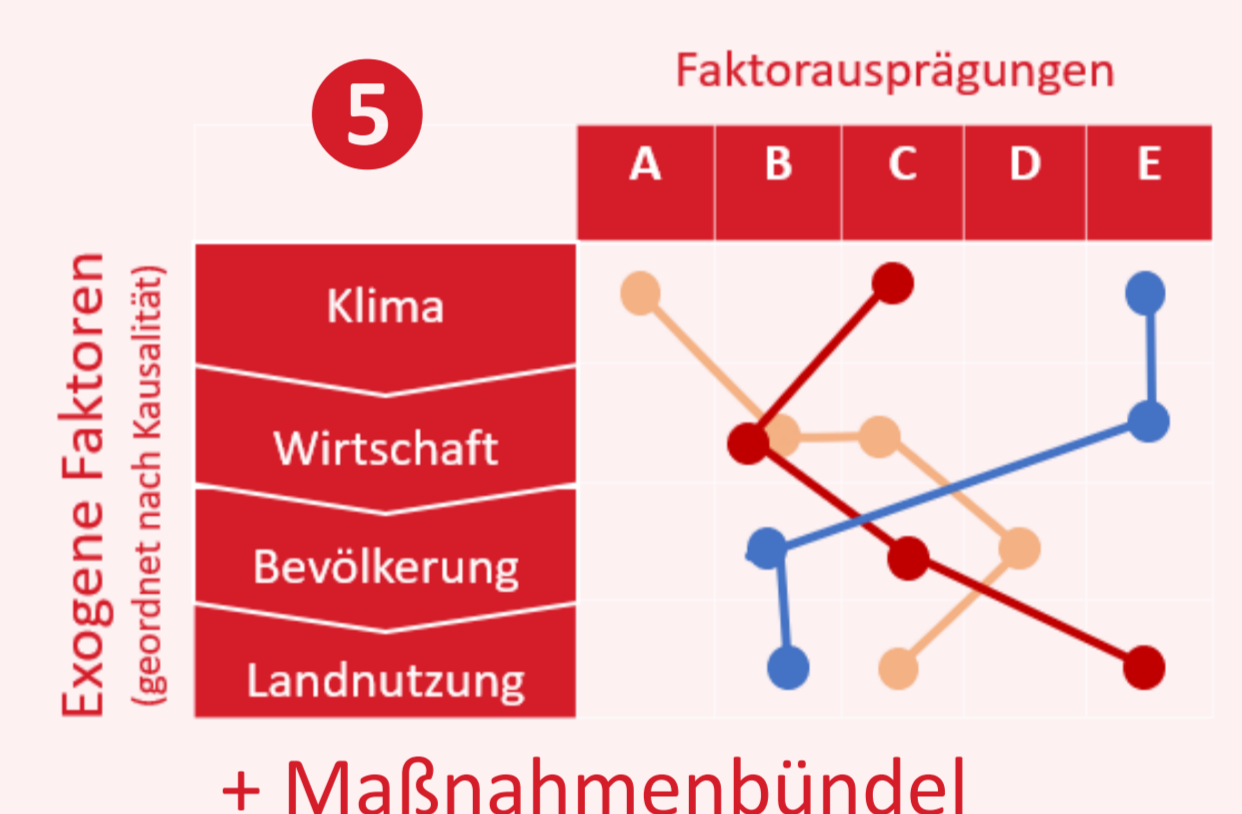 5
Faktorausprägungen
A B C D E
Exogene Faktoren
(geordnet nach Kausalität)
Klima
Wirtschaft
Bevölkerung
Landnutzung
+ Maßnahmenbündel